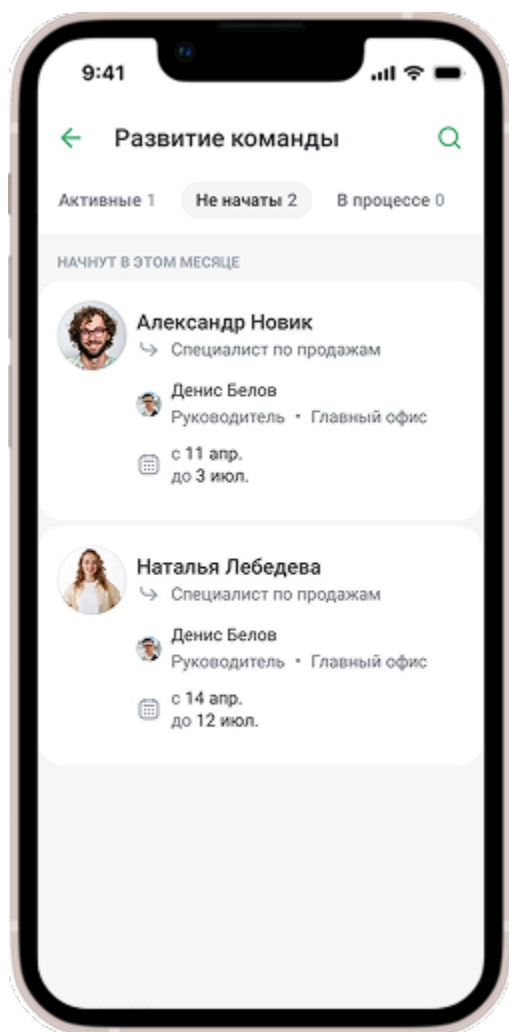 9:41
Развитие команды
Активные 1 Не начаты 2 В процессе 0
НАЧНУТ В ЭТОМ МЕСЯЦЕ
Александр Новик
Специалист по продажам
Денис Белов
Руководитель • Главный офис
с 11 апр.
до 3 июл.
Наталья Лебедева
Специалист по продажам
Денис Белов
Руководитель • Главный офис
с 14 апр.
до 12 июл.